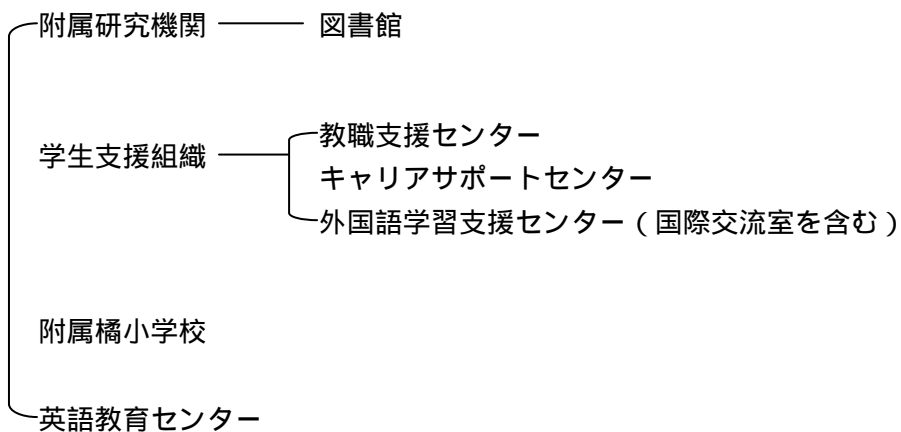 附属研究機関 図書館
教職支援センター
学生支援組織
キャリアサポートセンター
外国語学習支援センター（国際交流室を含む）
附属橘小学校
英語教育センター